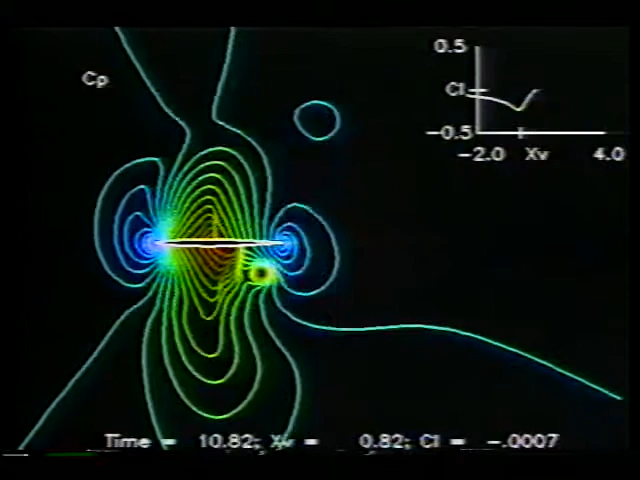 0.5
Cp
Cl
-0.5
-2.0 Xv 4.0
Time = 10.82; Xv = 0.82; Cl = -.0007